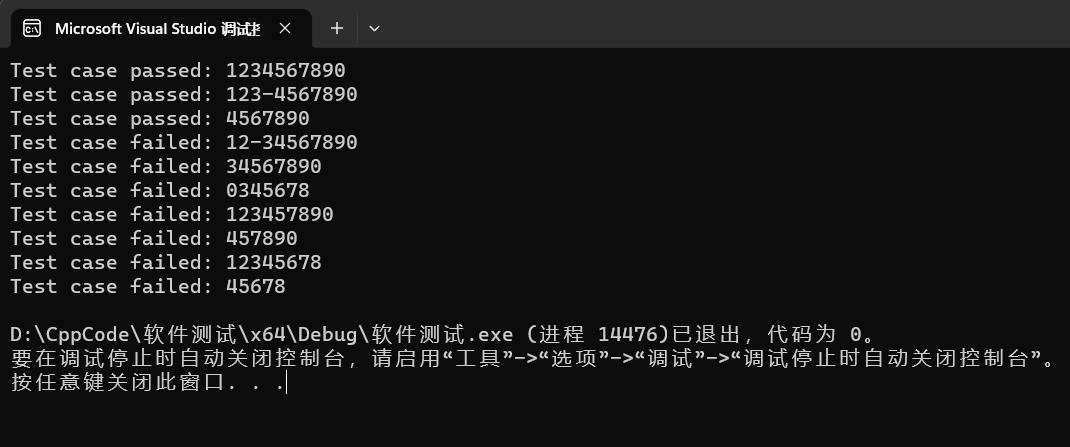 Microsoft Visual Studio 调试
Test case passed: 1234567890
Test case passed: 123-4567890
Test case passed: 4567890
Test case failed: 12-34567890
Test case failed: 34567890
Test case failed: 0345678
Test case failed: 123457890
Test case failed: 457890
Test case failed: 12345678
Test case failed: 45678
D:\CppCode\软件测试\x64\Debug\软件测试.exe (进程 14476)已退出，代码为 0。
要在调试停止时自动关闭控制台，请启用“工具”->“选项”->“调试”->“调试停止时自动关闭控制台”。
按任意键关闭此窗口. . .